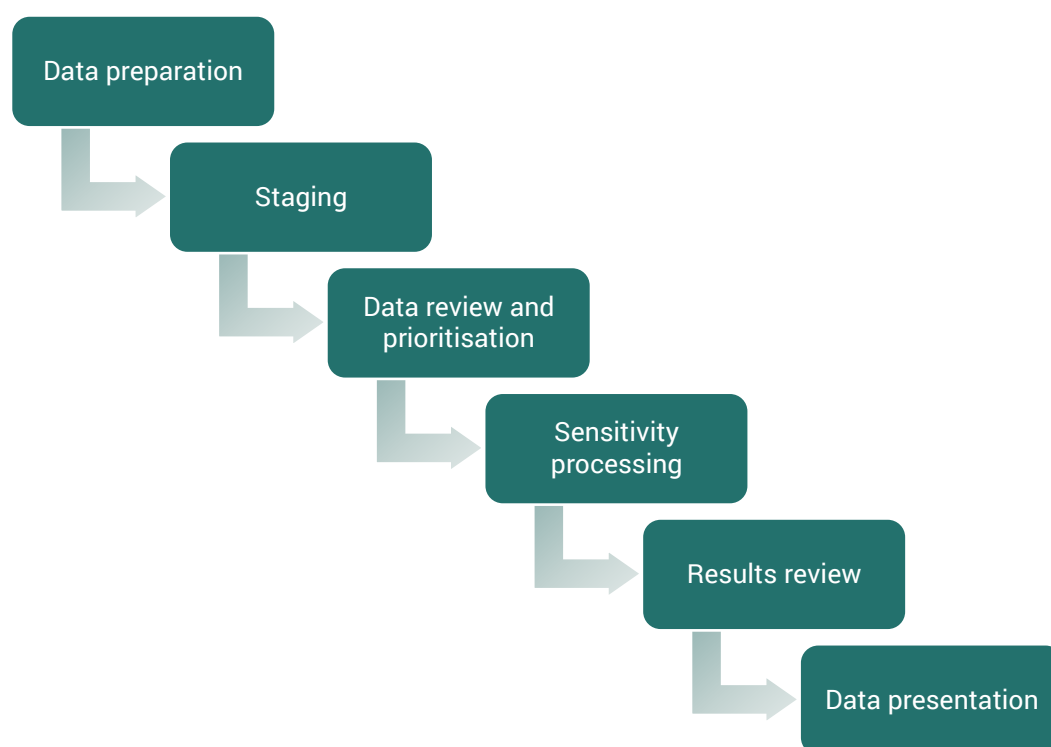 Data preparation
Staging
Data review and
prioritisation
Sensitivity
processing
Results review
Data presentation